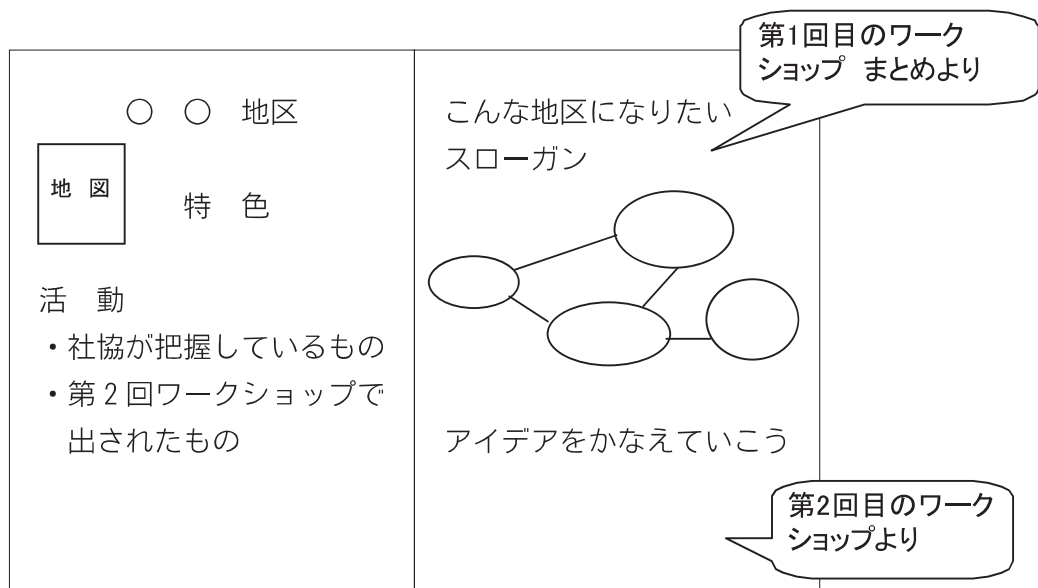 ○ ○ 地区
地 図
特 色
活 動
・社協が把握しているもの
・第2回ワークショップで
出されたもの
第1回目のワーク
ショップ まとめより
こんな地区になりたい
スローガン
アイデアをかなえていこう
第2回目のワーク
ショップより